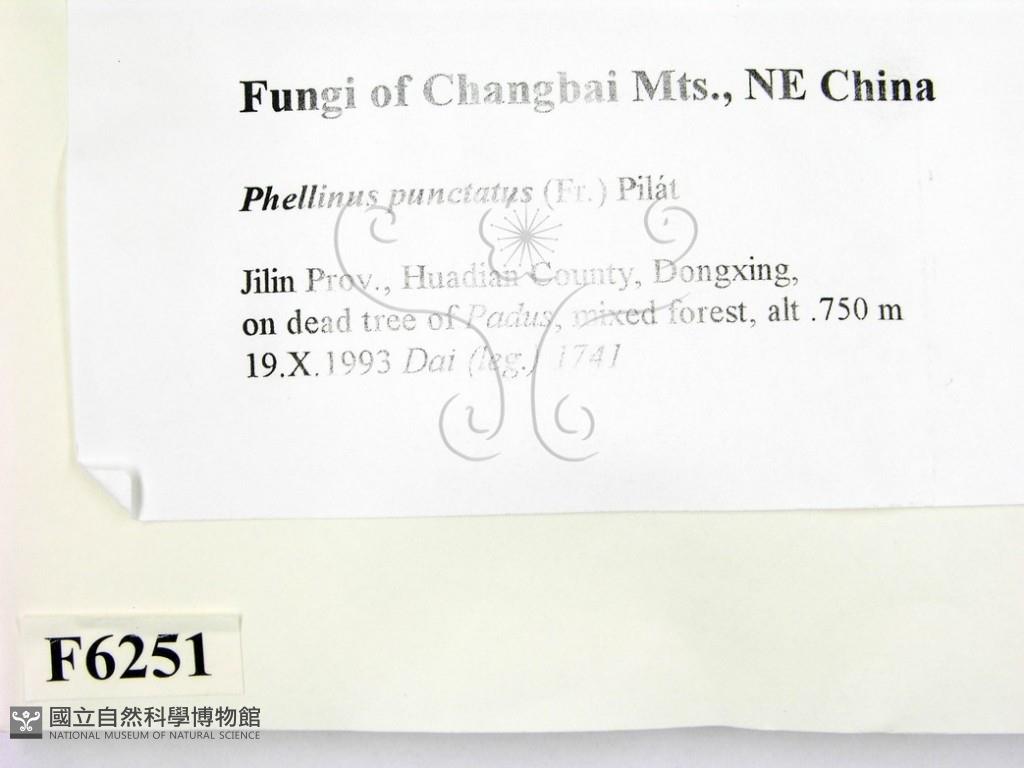 Fungi of Changbai Mts., NE China
Phellinus punctatus (Fr.) Pilát
Jilin Prov., Huadian County, Dongxing,
on dead tree of Padus, mixed forest, alt .750 m
19.X.1993 Dai (leg.) 1741
F6251
國立自然科學博物館
NATIONAL MUSEUM OF NATURAL SCIENCE